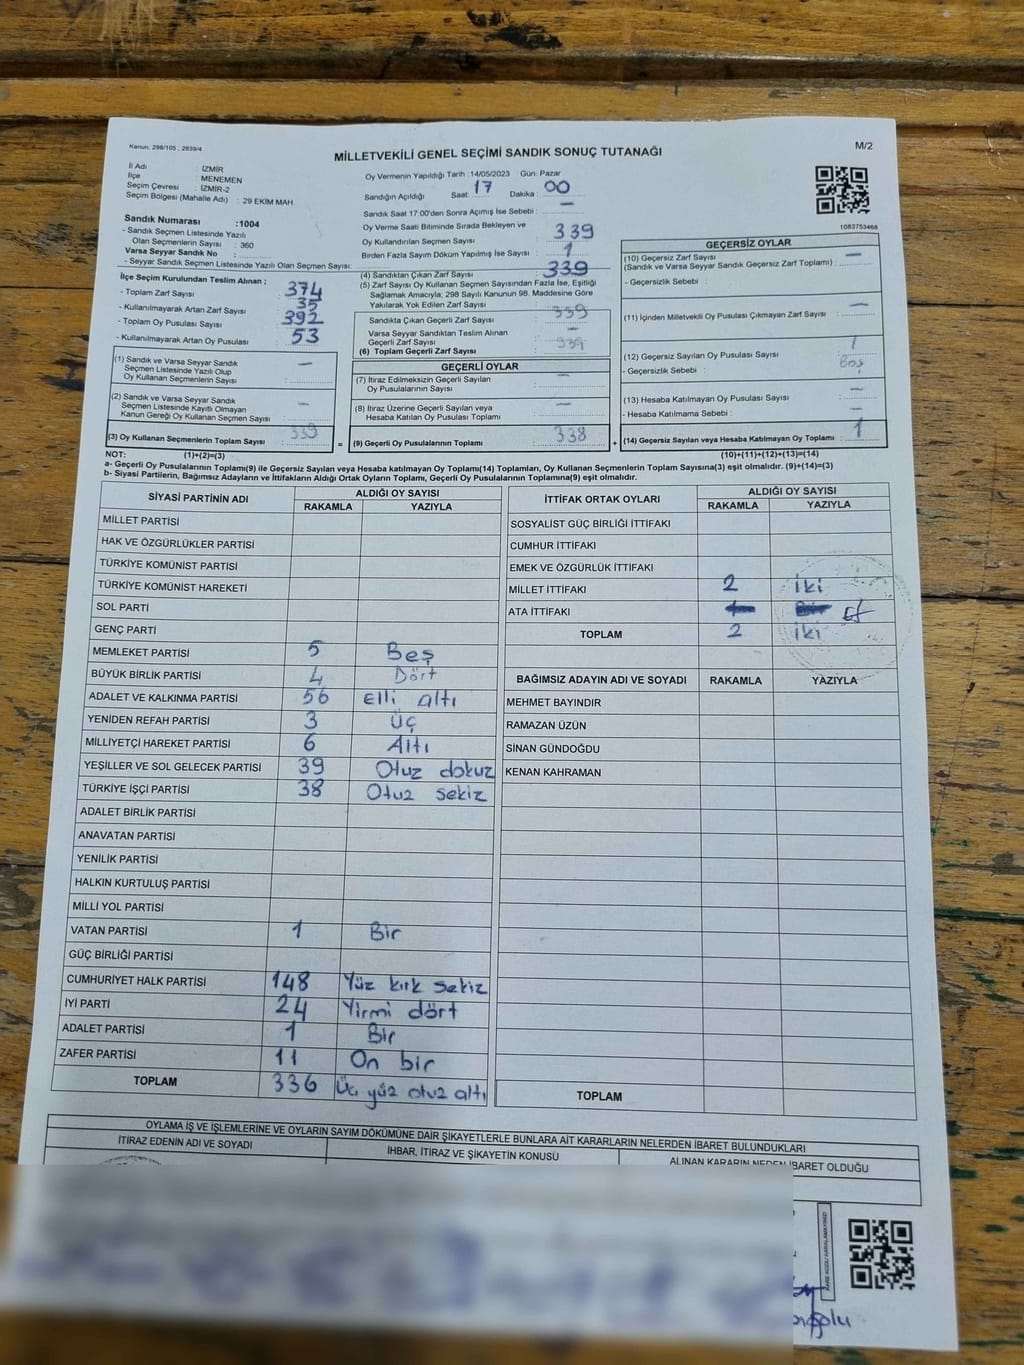 Kanun, 298/105 , 2839/4
MİLLETVEKİLİ GENEL SEÇİMİ SANDIK SONUÇ TUTANAĞI
M/2
İl Adı : İZMİR
İlçe : MENEMEN
Seçim Çevresi : İZMİR-2
Seçim Bölgesi (Mahalle Adı) : 29 EKİM MAH.
Sandık Numarası :1004
- Sandık Seçmen Listesinde Yazılı
Olan Seçmenlerin Sayısı : 360
Varsa Seyyar Sandık No :
- Seyyar Sandık Seçmen Listesinde Yazılı Olan Seçmen Sayısı:
Oy Vermenin Yapıldığı Tarih :14/05/2023 Gün: Pazar
Sandığın Açıldığı Saat: 17 Dakika : 00
Sandık Saat 17:00'den Sonra Açımış İse Sebebi : —
Oy Verme Saati Bitiminde Sırada Bekleyen ve
Oy Kullandırılan Seçmen Sayısı : 339
Birden Fazla Sayım Döküm Yapılmış İse Sayısı : 1
1083753468
İlçe Seçim Kurulundan Teslim Alınan ;
- Toplam Zarf Sayısı : 374
- Kullanılmayarak Artan Zarf Sayısı : 35
- Toplam Oy Pusulası Sayısı : 392
- Kullanılmayarak Artan Oy Pusulası : 53
(1) Sandık ve Varsa Seyyar Sandık
Seçmen Listesinde Yazılı Olup
Oy Kullanan Seçmenlerin Sayısı : —
(2) Sandık ve Varsa Seyyar Sandık
Seçmen Listesinde Kayıtlı Olmayan
Kanun Gereği Oy Kullanan Seçmen Sayısı : —
(3) Oy Kullanan Seçmenlerin Toplam Sayısı : 339
(4) Sandıktan Çıkan Zarf Sayısı : 339
(5) Zarf Sayısı Oy Kullanan Seçmen Sayısından Fazla İse, Eşitliği
Sağlamak Amacıyla; 298 Sayılı Kanunun 98. Maddesine Göre
Yakılarak Yok Edilen Zarf Sayısı
Sandıkta Çıkan Geçerli Zarf Sayısı : 339
Varsa Seyyar Sandıktan Teslim Alınan
Geçerli Zarf Sayısı : —
(6) Toplam Geçerli Zarf Sayısı : 339
GEÇERLİ OYLAR
(7) İtiraz Edilmeksizin Geçerli Sayılan
Oy Pusulalarının Sayısı : —
(8) İtiraz Üzerine Geçerli Sayılan veya
Hesaba Katılan Oy Pusulası Toplamı : —
= (9) Geçerli Oy Pusulalarının Toplamı : 338
GEÇERSİZ OYLAR
(10) Geçersiz Zarf Sayısı
(Sandık ve Varsa Seyyar Sandık Geçersiz Zarf Toplamı) : —
- Geçersizlik Sebebi :
(11) İçinden Milletvekili Oy Pusulası Çıkmayan Zarf Sayısı : —
(12) Geçersiz Sayılan Oy Pusulası Sayısı : 1
- Geçersizlik Sebebi : Boş
(13) Hesaba Katılmayan Oy Pusulası Sayısı : —
- Hesaba Katılmama Sebebi : —
+ (14) Geçersiz Sayılan veya Hesaba Katılmayan Oy Toplamı : 1
NOT: (1)+(2)=(3)
(10)+(11)+(12)+(13)=(14)
a- Geçerli Oy Pusulalarının Toplamı(9) ile Geçersiz Sayılan veya Hesaba katılmayan Oy Toplamı(14) Toplamları, Oy Kullanan Seçmenlerin Toplam Sayısına(3) eşit olmalıdır. (9)+(14)=(3)
b- Siyasi Partilerin, Bağımsız Adayların ve İttifakların Aldığı Ortak Oyların Toplamı, Geçerli Oy Pusulalarının Toplamına(9) eşit olmalıdır.
SİYASİ PARTİNİN ADI ALDIĞI OY SAYISI
RAKAMLA YAZIYLA
MİLLET PARTİSİ
HAK VE ÖZGÜRLÜKLER PARTİSİ
TÜRKİYE KOMÜNİST PARTİSİ
TÜRKİYE KOMÜNİST HAREKETİ
SOL PARTİ
GENÇ PARTİ
MEMLEKET PARTİSİ 5 Beş
BÜYÜK BİRLİK PARTİSİ 4 Dört
ADALET VE KALKINMA PARTİSİ 56 Elli altı
YENİDEN REFAH PARTİSİ 3 Üç
MİLLİYETÇİ HAREKET PARTİSİ 6 Altı
YEŞİLLER VE SOL GELECEK PARTİSİ 39 Otuz dokuz
TÜRKİYE İŞÇİ PARTİSİ 38 Otuz sekiz
ADALET BİRLİK PARTİSİ
ANAVATAN PARTİSİ
YENİLİK PARTİSİ
HALKIN KURTULUŞ PARTİSİ
MİLLİ YOL PARTİSİ
VATAN PARTİSİ 1 Bir
GÜÇ BİRLİĞİ PARTİSİ
CUMHURİYET HALK PARTİSİ 148 Yüz kırk sekiz
İYİ PARTİ 24 Yirmi dört
ADALET PARTİSİ 1 Bir
ZAFER PARTİSİ 11 On bir
TOPLAM 336 Üç yüz otuz altı
İTTİFAK ORTAK OYLARI ALDIĞI OY SAYISI
RAKAMLA YAZIYLA
SOSYALİST GÜÇ BİRLİĞİ İTTİFAKI
CUMHUR İTTİFAKI
EMEK VE ÖZGÜRLÜK İTTİFAKI
MİLLET İTTİFAKI 2 iki
ATA İTTİFAKI
TOPLAM 2 iki
BAĞIMSIZ ADAYIN ADI VE SOYADI RAKAMLA YAZIYLA
MEHMET BAYINDIR
RAMAZAN ÜZÜN
SİNAN GÜNDOĞDU
KENAN KAHRAMAN
TOPLAM
OYLAMA İŞ VE İŞLEMLERİNE VE OYLARIN SAYIM DÖKÜMÜNE DAİR ŞİKAYETLERLE BUNLARA AİT KARARLARIN NELERDEN İBARET BULUNDUKLARI
İTİRAZ EDENİN ADI VE SOYADI İHBAR, İTİRAZ VE ŞİKAYETİN KONUSU ALINAN KARARIN NEDEN İBARET OLDUĞU